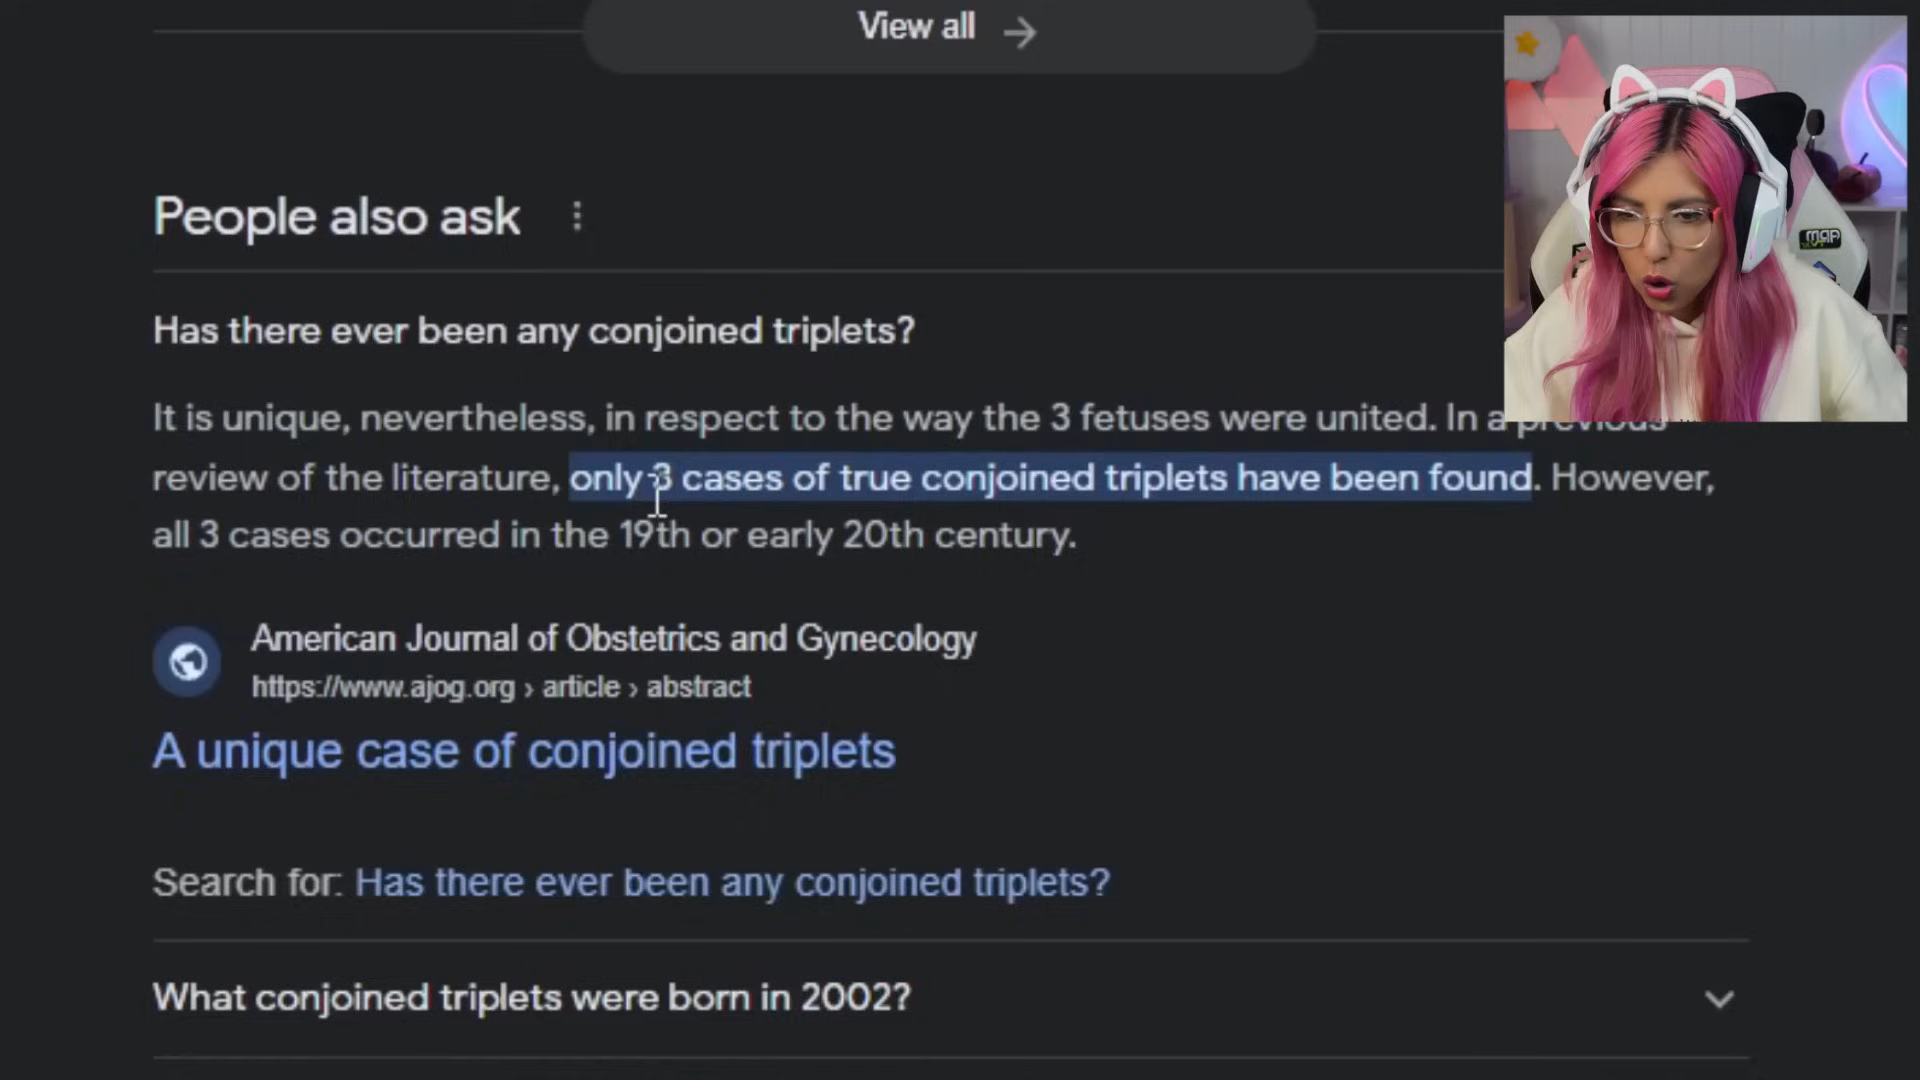 View all
People also ask
Has there ever been any conjoined triplets?
It is unique, nevertheless, in respect to the way the 3 fetuses were united. In a previous
review of the literature, only 3 cases of true conjoined triplets have been found. However,
all 3 cases occurred in the 19th or early 20th century.
American Journal of Obstetrics and Gynecology
https://www.ajog.org › article › abstract
A unique case of conjoined triplets
Search for: Has there ever been any conjoined triplets?
What conjoined triplets were born in 2002?